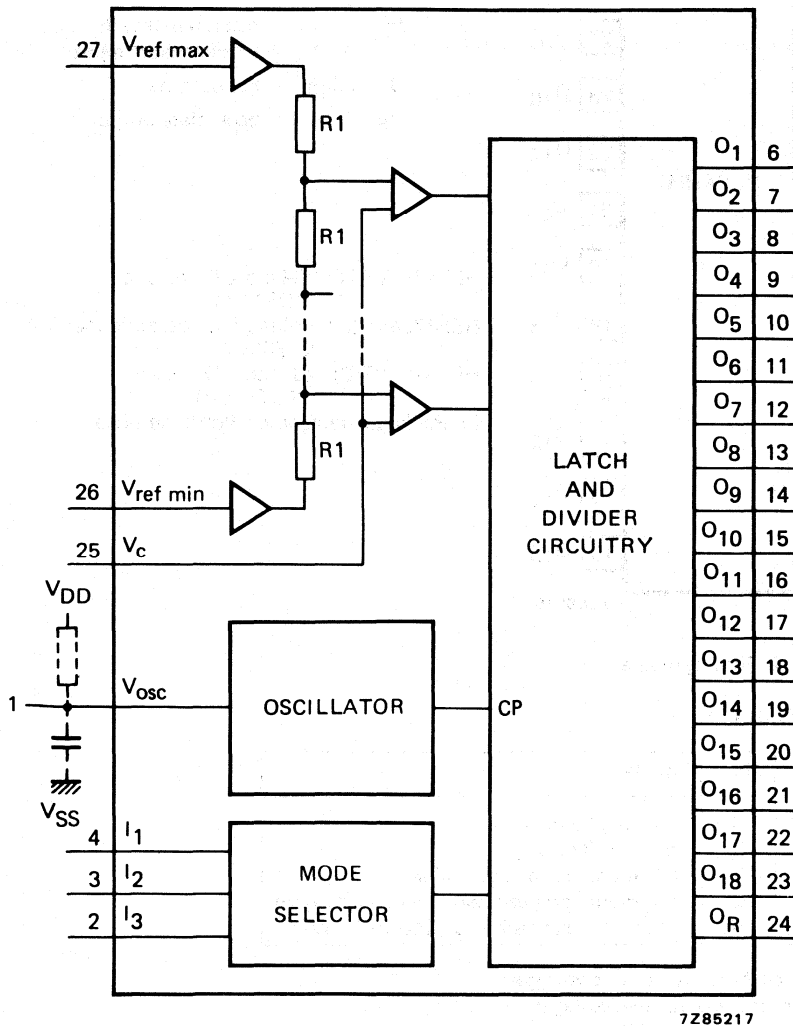 27 V_ref max
R1
R1
R1
26 V_ref min
25 V_c
V_DD
1 V_osc
V_SS
OSCILLATOR
CP
4 I_1
3 I_2
2 I_3
MODE
SELECTOR
LATCH
AND
DIVIDER
CIRCUITRY
O_1 6
O_2 7
O_3 8
O_4 9
O_5 10
O_6 11
O_7 12
O_8 13
O_9 14
O_10 15
O_11 16
O_12 17
O_13 18
O_14 19
O_15 20
O_16 21
O_17 22
O_18 23
O_R 24
7Z85217